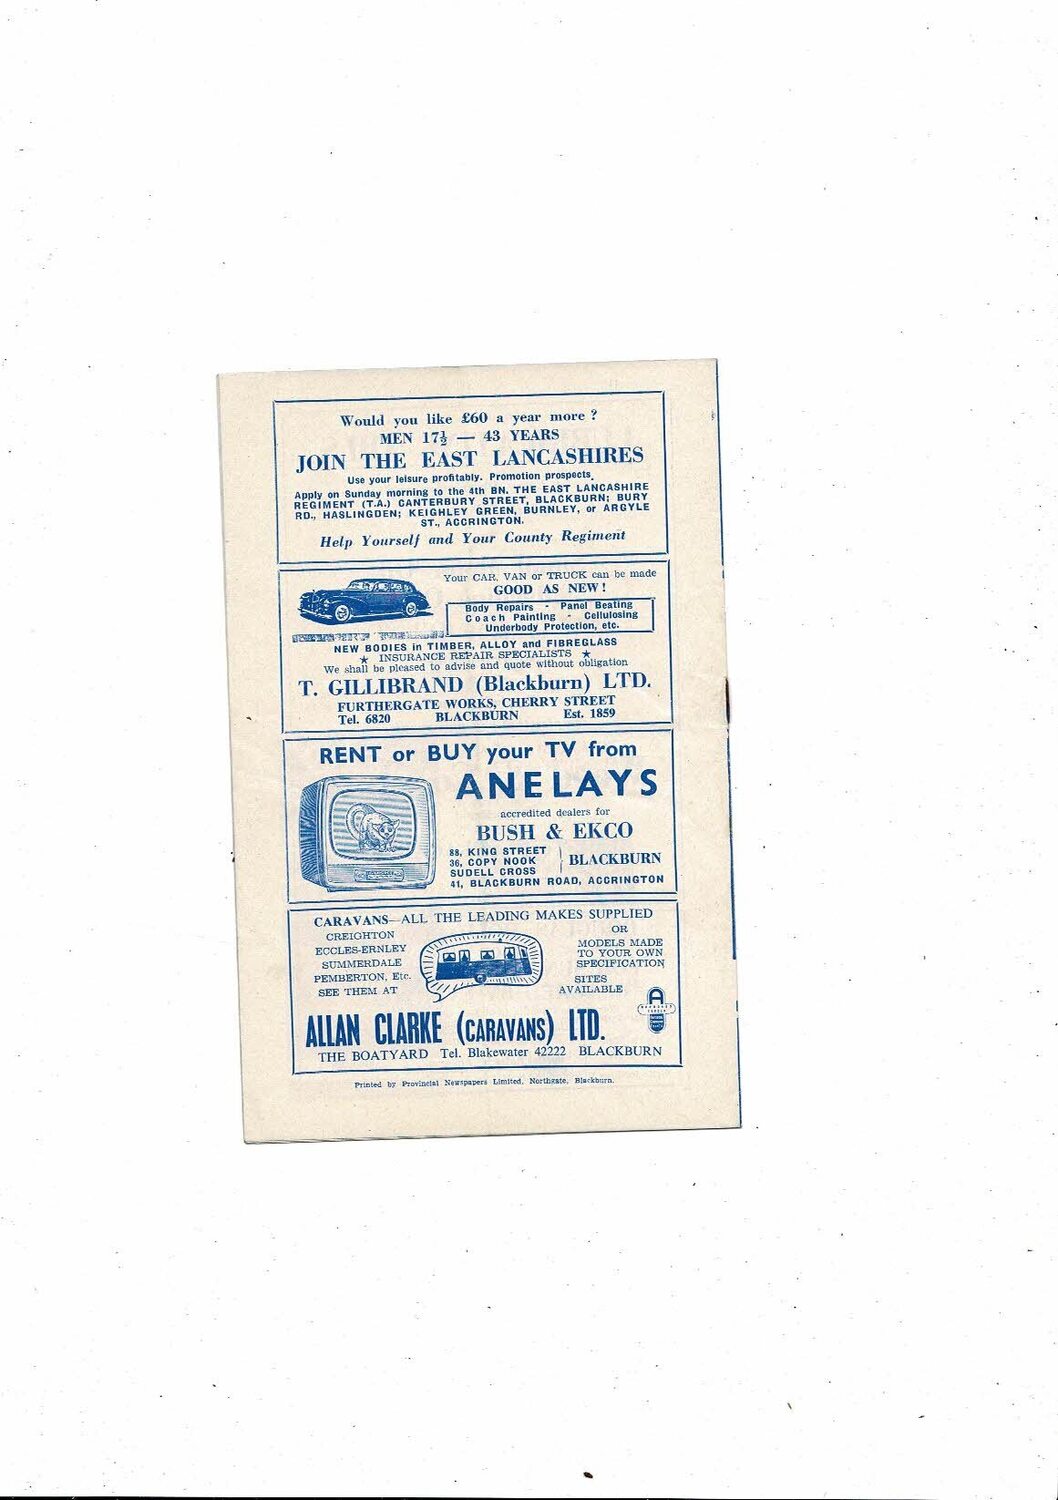 Would you like £60 a year more ?
MEN 17½ — 43 YEARS
JOIN THE EAST LANCASHIRES
Use your leisure profitably. Promotion prospects.
Apply on Sunday morning to the 4th BN. THE EAST LANCASHIRE
REGIMENT (T.A.) CANTERBURY STREET, BLACKBURN; BURY
RD., HASLINGDEN; KEIGHLEY GREEN, BURNLEY, or ARGYLE
ST., ACCRINGTON.
Help Yourself and Your County Regiment
Your CAR, VAN or TRUCK can be made
GOOD AS NEW!
Body Repairs - Panel Beating
Coach Painting - Cellulosing
Underbody Protection, etc.
NEW BODIES in TIMBER, ALLOY and FIBREGLASS
★ INSURANCE REPAIR SPECIALISTS ★
We shall be pleased to advise and quote without obligation
T. GILLIBRAND (Blackburn) LTD.
FURTHERGATE WORKS, CHERRY STREET
Tel. 6820 BLACKBURN Est. 1859
RENT or BUY your TV from
ANELAYS
accredited dealers for
BUSH & EKCO
88, KING STREET
36, COPY NOOK
SUDELL CROSS
BLACKBURN
41, BLACKBURN ROAD, ACCRINGTON
CARAVANS—ALL THE LEADING MAKES SUPPLIED
CREIGHTON
ECCLES-ERNLEY
SUMMERDALE
PEMBERTON, Etc.
SEE THEM AT
OR
MODELS MADE
TO YOUR OWN
SPECIFICATION
SITES
AVAILABLE
A
ALLAN CLARKE (CARAVANS) LTD.
THE BOATYARD Tel. Blakewater 42222 BLACKBURN
Printed by Provincial Newspapers Limited, Northgate, Blackburn.